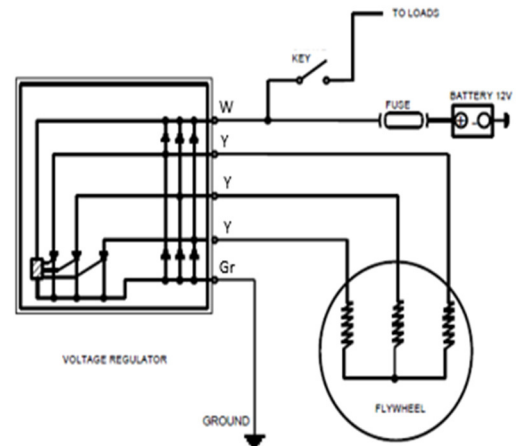 TO LOADS
KEY
FUSE
BATTERY 12V
W
Y
Y
Y
Gr
VOLTAGE REGULATOR
FLYWHEEL
GROUND